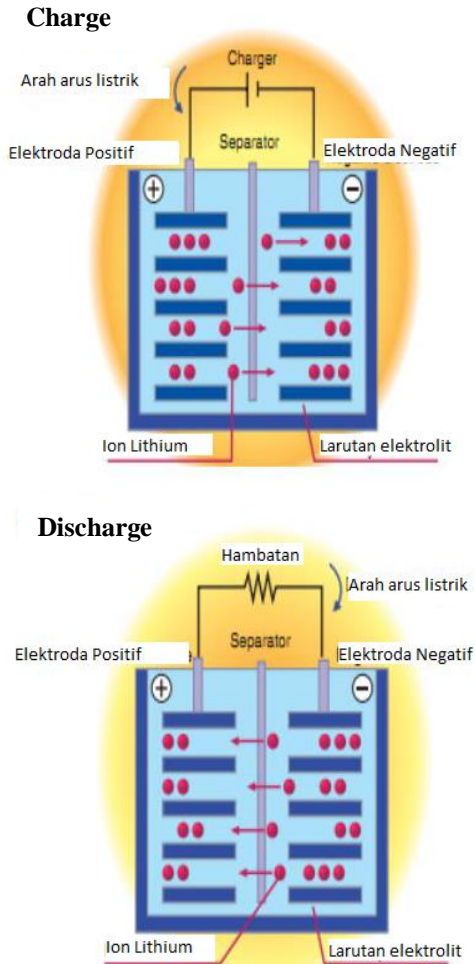 Charge
Charger
Arah arus listrik
Separator
Elektroda Positif
Elektroda Negatif
+
−
Ion Lithium
Larutan elektrolit
Discharge
Hambatan
Arah arus listrik
Separator
Elektroda Positif
Elektroda Negatif
+
−
Ion Lithium
Larutan elektrolit